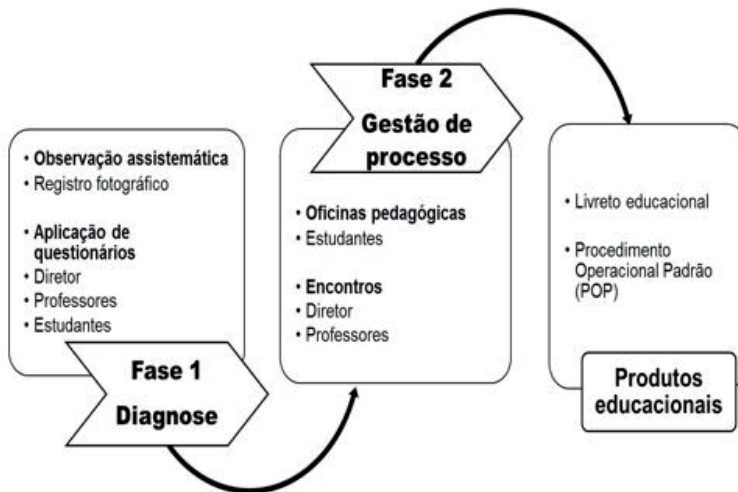 • Observação assistemática
• Registro fotográfico
• Aplicação de
questionários
• Diretor
• Professores
• Estudantes
Fase 1
Diagnose
Fase 2
Gestão de
processo
• Oficinas pedagógicas
• Estudantes
• Encontros
• Diretor
• Professores
• Livreto educacional
• Procedimento
Operacional Padrão
(POP)
Produtos
educacionais